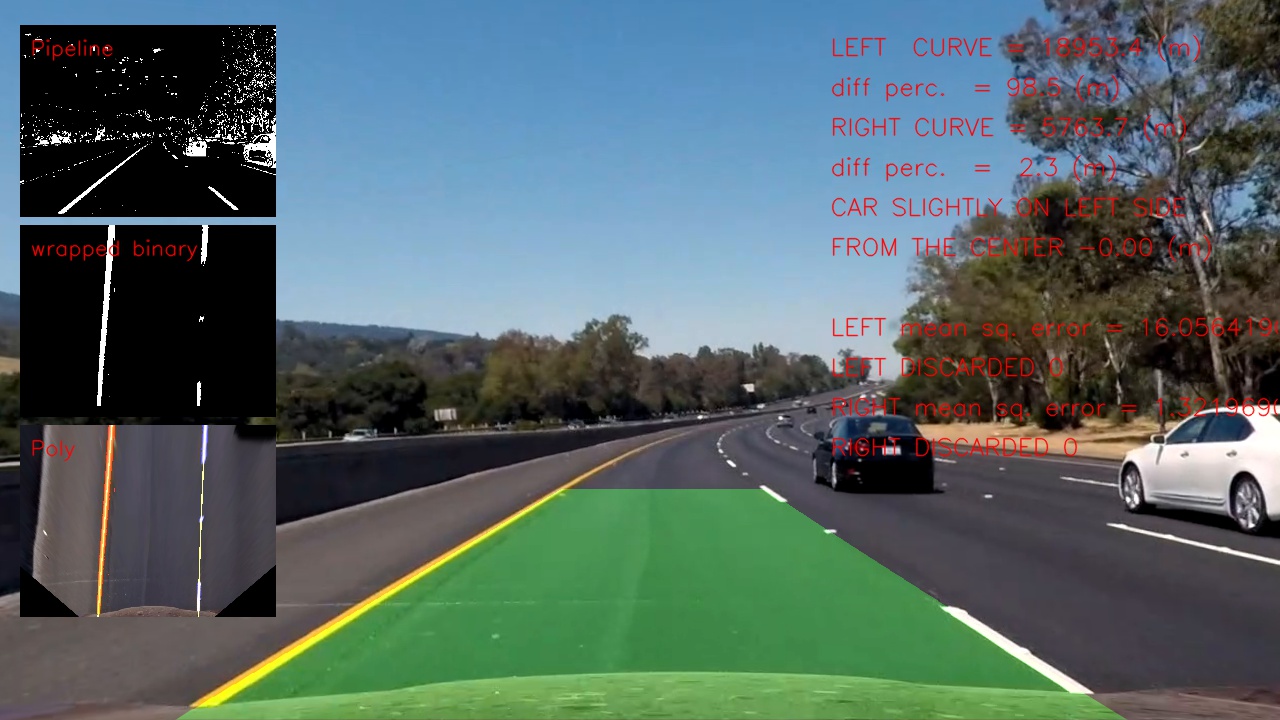 Pipeline
wrapped binary
Poly
LEFT CURVE = 18953.4 (m)
diff perc. = 98.5 (m)
RIGHT CURVE = 5763.7 (m)
diff perc. = 2.3 (m)
CAR SLIGHTLY ON LEFT SIDE
FROM THE CENTER -0.00 (m)
LEFT mean sq. error = 16.056419
LEFT DISCARDED 0
RIGHT mean sq. error = 1.321969
RIGHT DISCARDED 0